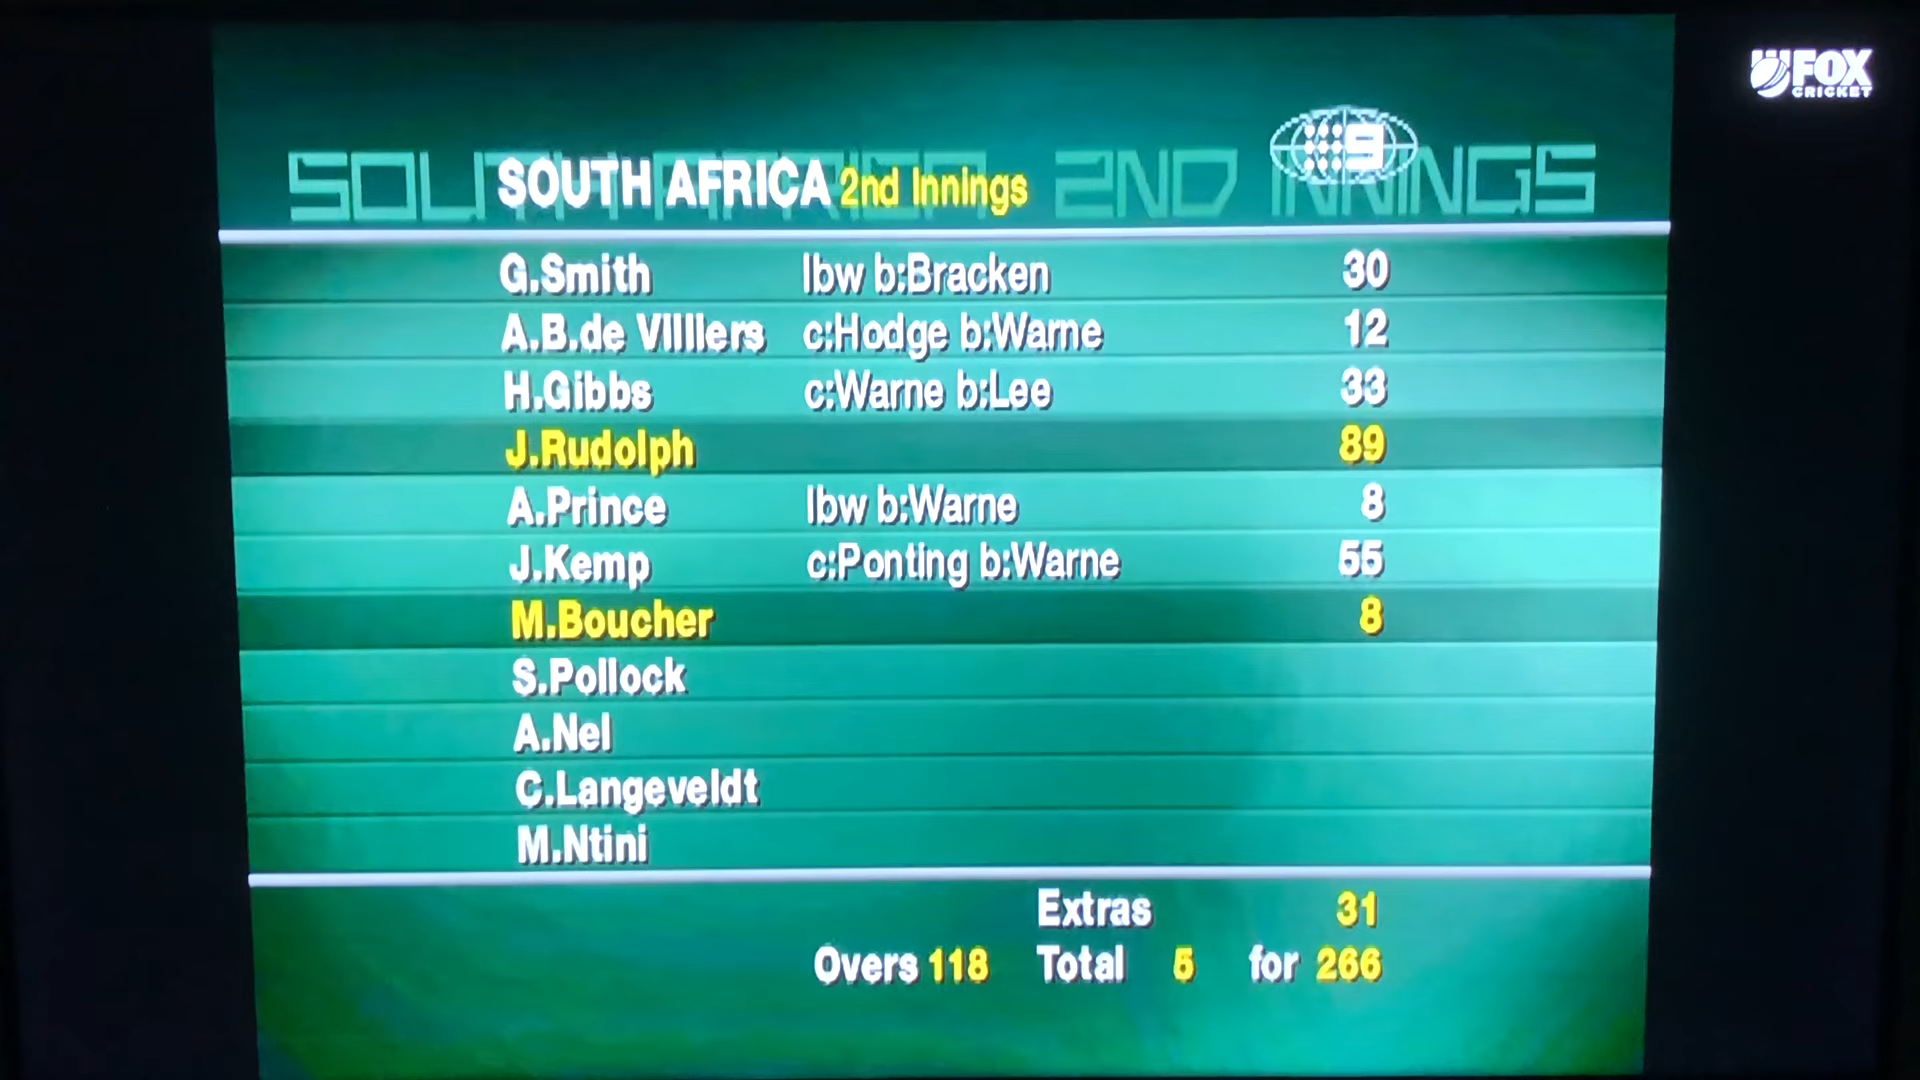 FOX
CRICKET
9
SOUTH AFRICA 2ND INNINGS
SOUTH AFRICA 2nd Innings
G.Smith lbw b:Bracken 30
A.B.de Villiers c:Hodge b:Warne 12
H.Gibbs c:Warne b:Lee 33
J.Rudolph 89
A.Prince lbw b:Warne 8
J.Kemp c:Ponting b:Warne 55
M.Boucher 8
S.Pollock
A.Nel
C.Langeveldt
M.Ntini
Extras 31
Overs 118 Total 5 for 266